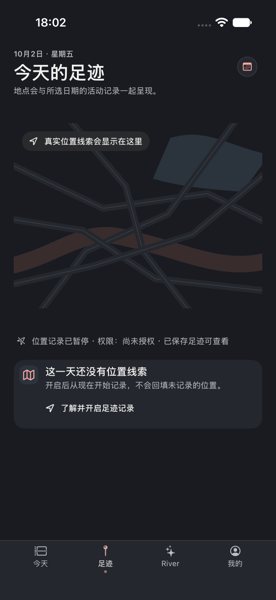 18:02
10月2日 · 星期五
今天的足迹
地点会与所选日期的活动记录一起呈现。
真实位置线索会显示在这里
位置记录已暂停 · 权限：尚未授权 · 已保存足迹可查看
这一天还没有位置线索
开启后从现在开始记录，不会回填未记录的位置。
了解并开启足迹记录
今天
足迹
River
我的